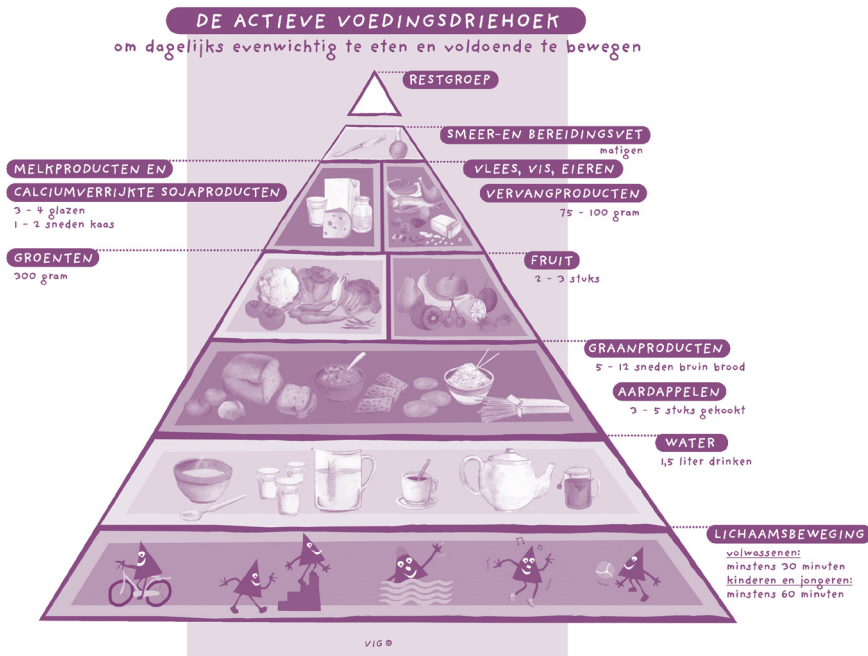 DE ACTIEVE VOEDINGSDRIEHOEK
om dagelijks evenwichtig te eten en voldoende te bewegen
RESTGROEP
SMEER-EN BEREIDINGSVET
matigen
MELKPRODUCTEN EN
CALCIUMVERRIJKTE SOJAPRODUCTEN
3 - 4 glazen
1 - 2 sneden kaas
VLEES, VIS, EIEREN
VERVANGPRODUCTEN
75 - 100 gram
GROENTEN
300 gram
FRUIT
2 - 3 stuks
GRAANPRODUCTEN
5 - 12 sneden bruin brood
AARDAPPELEN
3 - 5 stuks gekookt
WATER
1,5 liter drinken
LICHAAMSBEWEGING
volwassenen:
minstens 30 minuten
kinderen en jongeren:
minstens 60 minuten
VIG ©